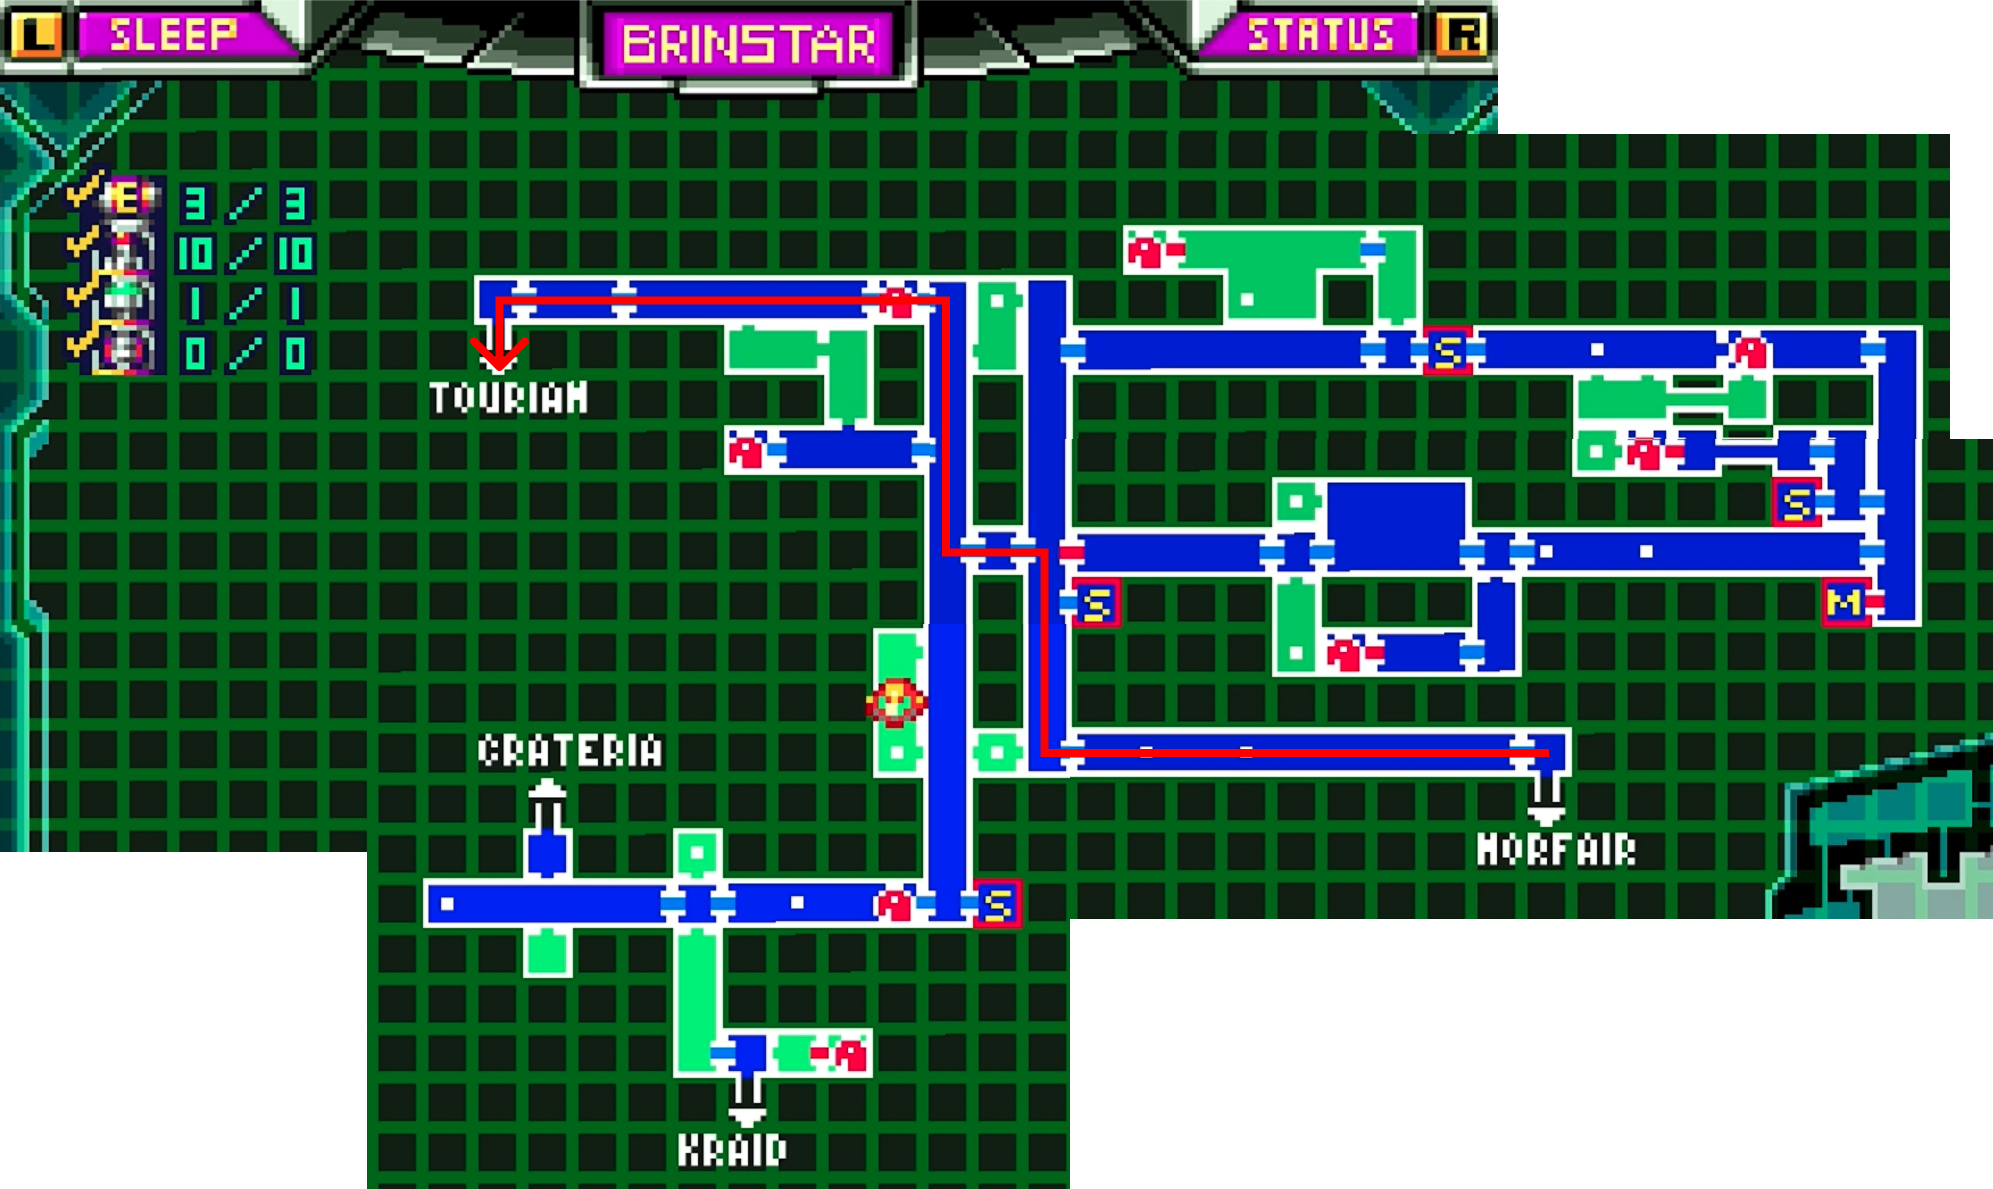 L SLEEP BRINSTAR STATUS R
E 3 / 3
10 / 10
1 / 1
0 / 0
S
TOURIAN
S
S M
CRATERIA
NORFAIR
S
KRAID